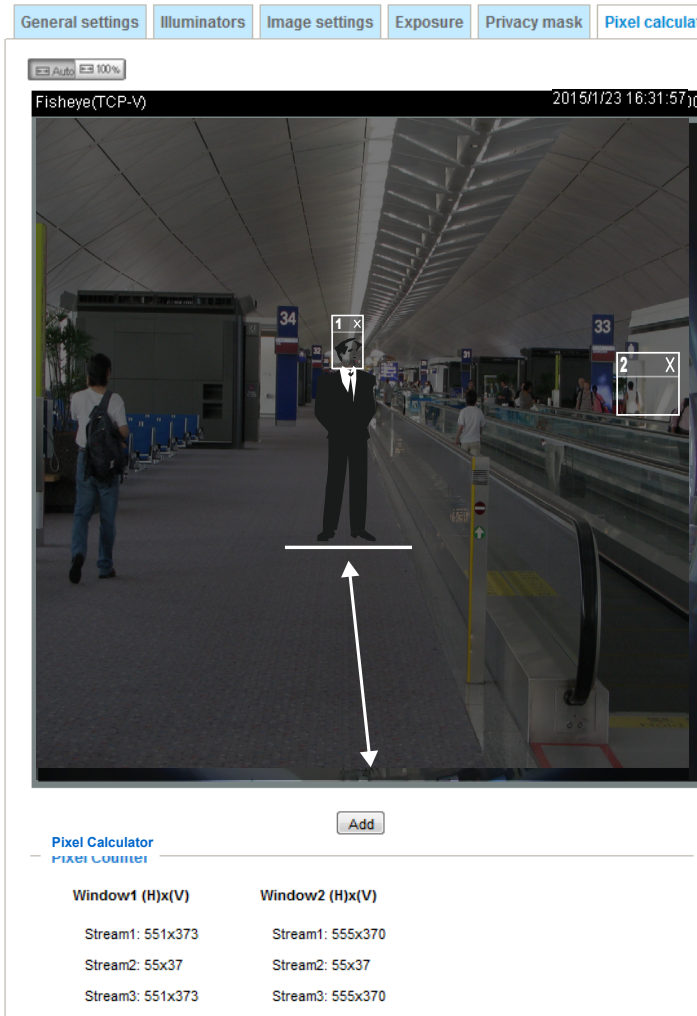 General settings Illuminators Image settings Exposure Privacy mask Pixel calcula
Auto 100%
Fisheye(TCP-V) 2015/1/23 16:31:57
34
1 X
33
31
2 X
Add
Pixel Calculator
Pixel Counter
Window1 (H)x(V) Window2 (H)x(V)
Stream1: 551x373 Stream1: 555x370
Stream2: 55x37 Stream2: 55x37
Stream3: 551x373 Stream3: 555x370